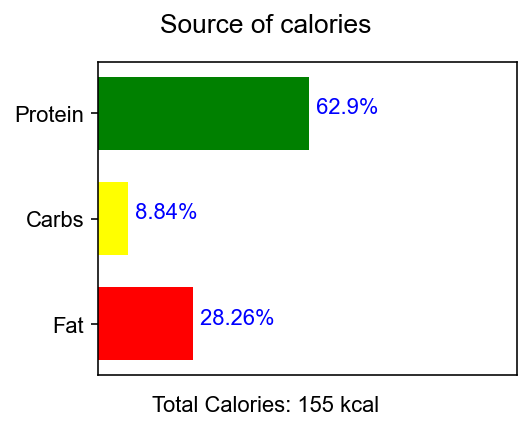 Source of calories
Protein 62.9%
Carbs 8.84%
Fat 28.26%
Total Calories: 155 kcal